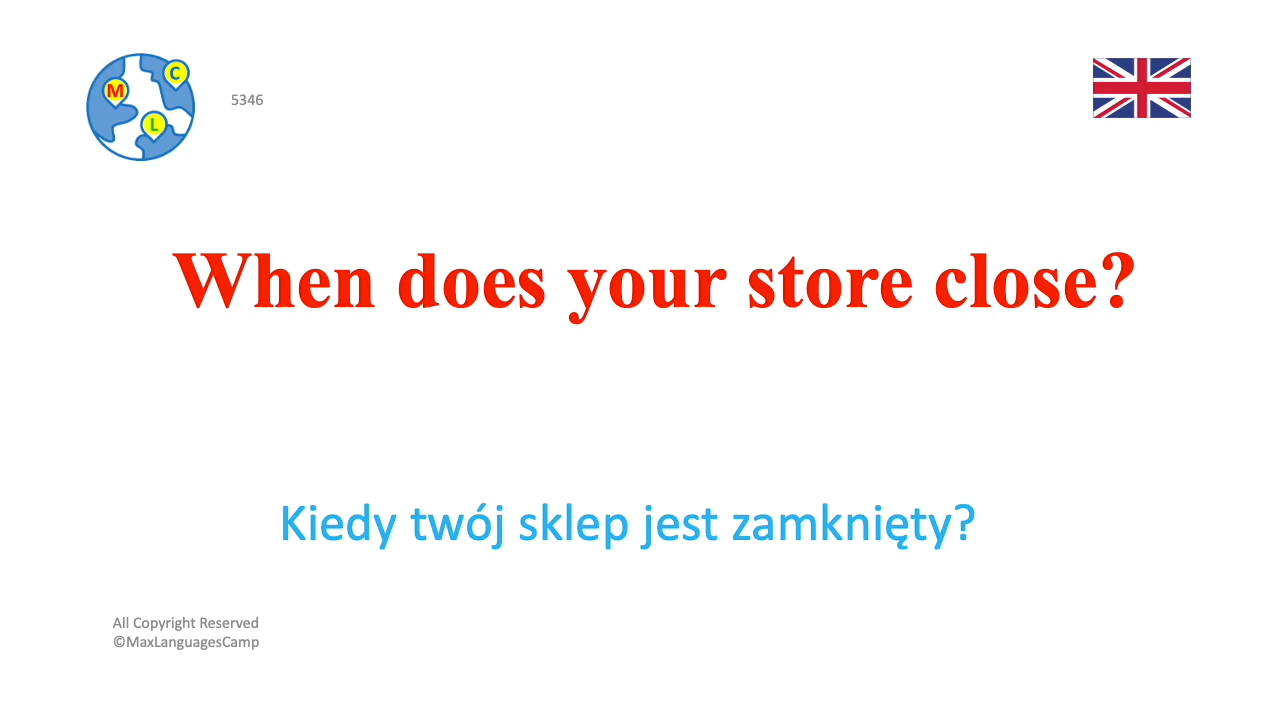 M
C
L
5346
When does your store close?
Kiedy twój sklep jest zamknięty?
All Copyright Reserved
©MaxLanguagesCamp